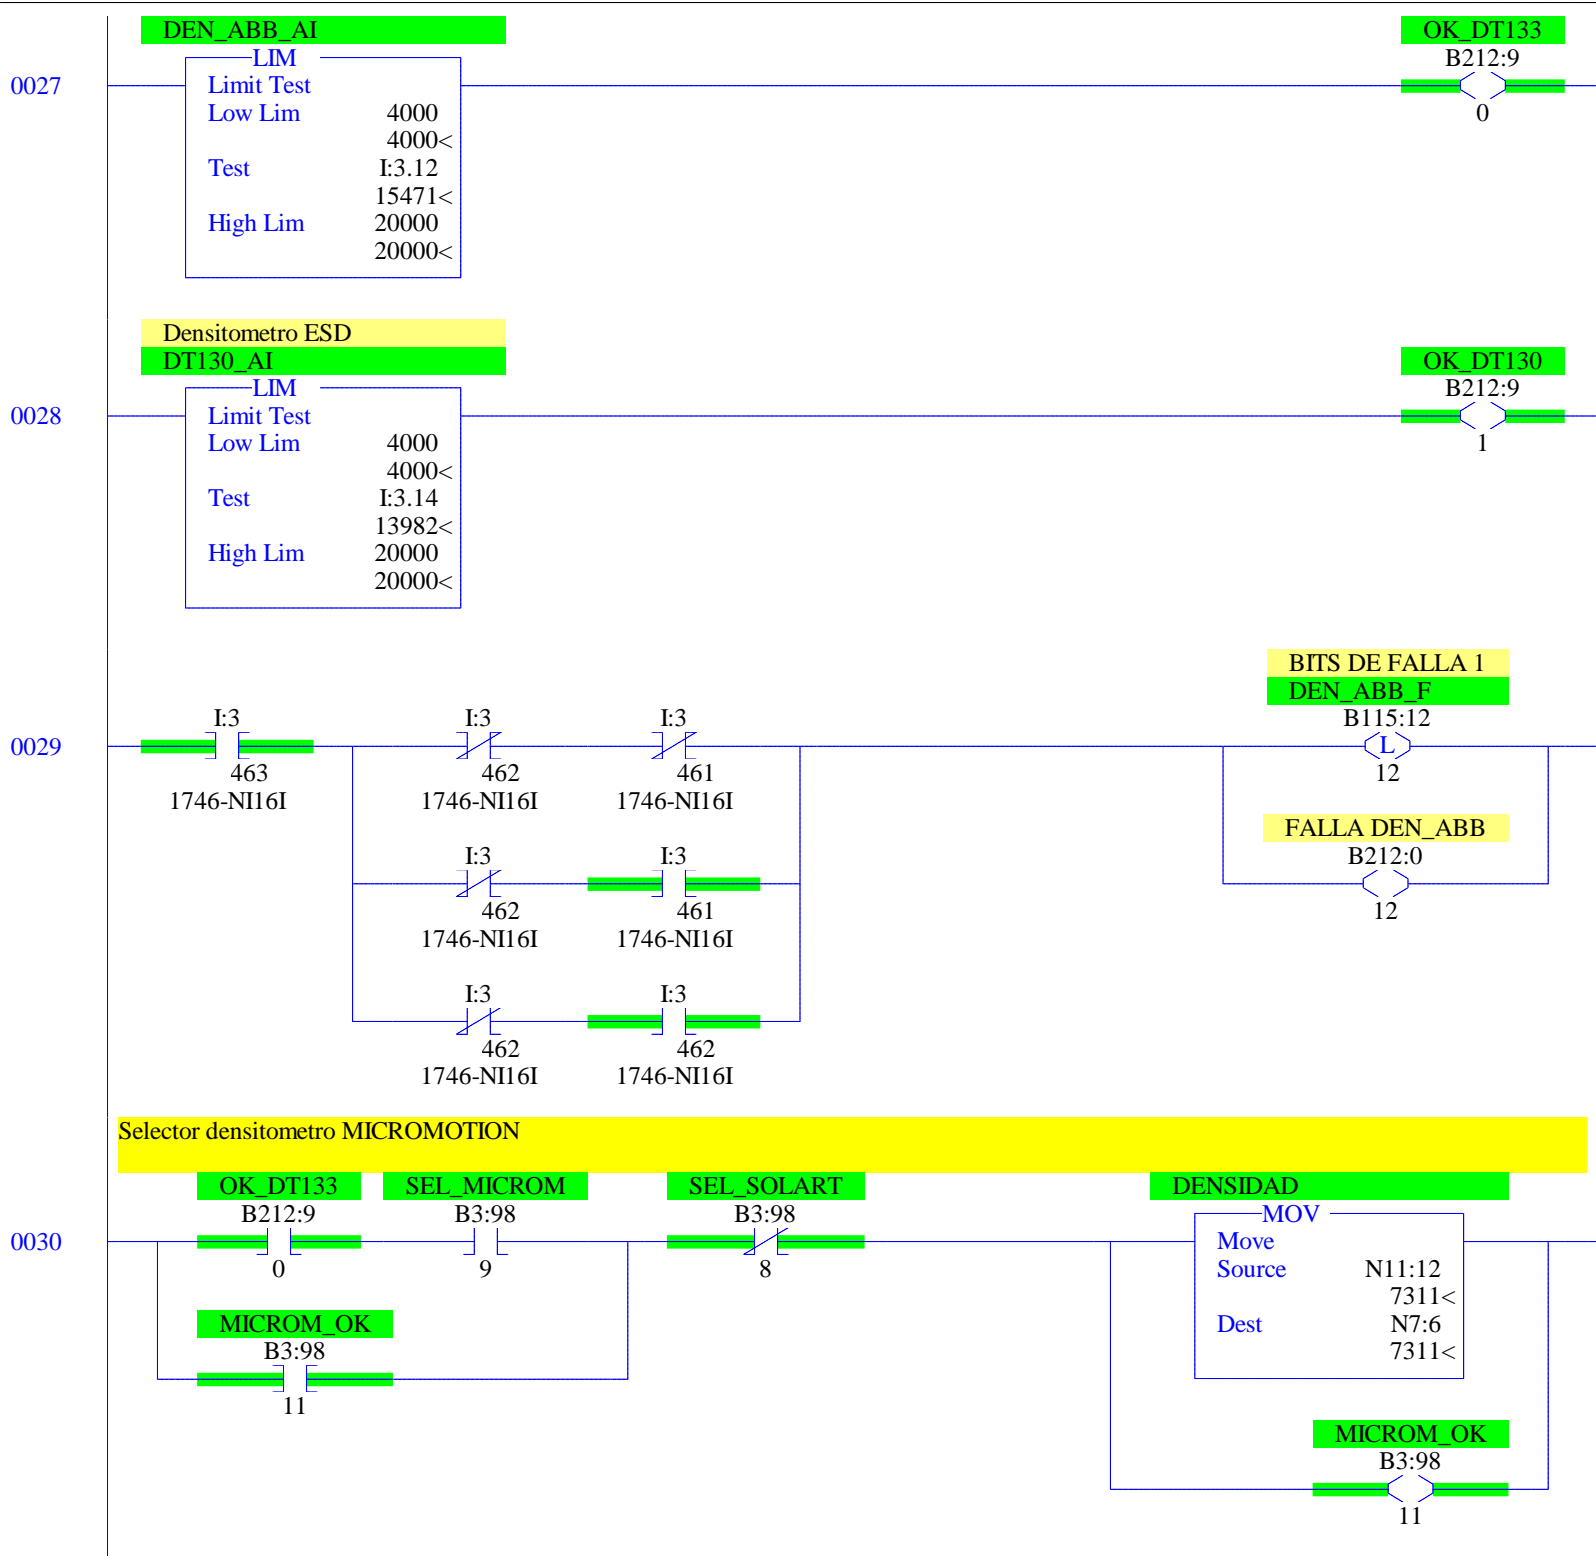 DEN_ABB_AI
OK_DT133
LIM
B212:9
0027
Limit Test
Low Lim 4000
0
4000<
Test I:3.12
15471<
High Lim 20000
20000<
Densitometro ESD
DT130_AI
OK_DT130
LIM
B212:9
0028
Limit Test
Low Lim 4000
1
4000<
Test I:3.14
13982<
High Lim 20000
20000<
BITS DE FALLA 1
DEN_ABB_F
I:3 I:3 I:3 B115:12
0029
L
463 462 461 12
1746-NI16I 1746-NI16I 1746-NI16I
FALLA DEN_ABB
I:3 I:3 B212:0
462 461 12
1746-NI16I 1746-NI16I
I:3 I:3
462 462
1746-NI16I 1746-NI16I
Selector densitometro MICROMOTION
OK_DT133 SEL_MICROM SEL_SOLART DENSIDAD
B212:9 B3:98 B3:98 MOV
0030
Move
0 9 8
Source N11:12
7311<
MICROM_OK
Dest N7:6
B3:98
7311<
11
MICROM_OK
B3:98
11